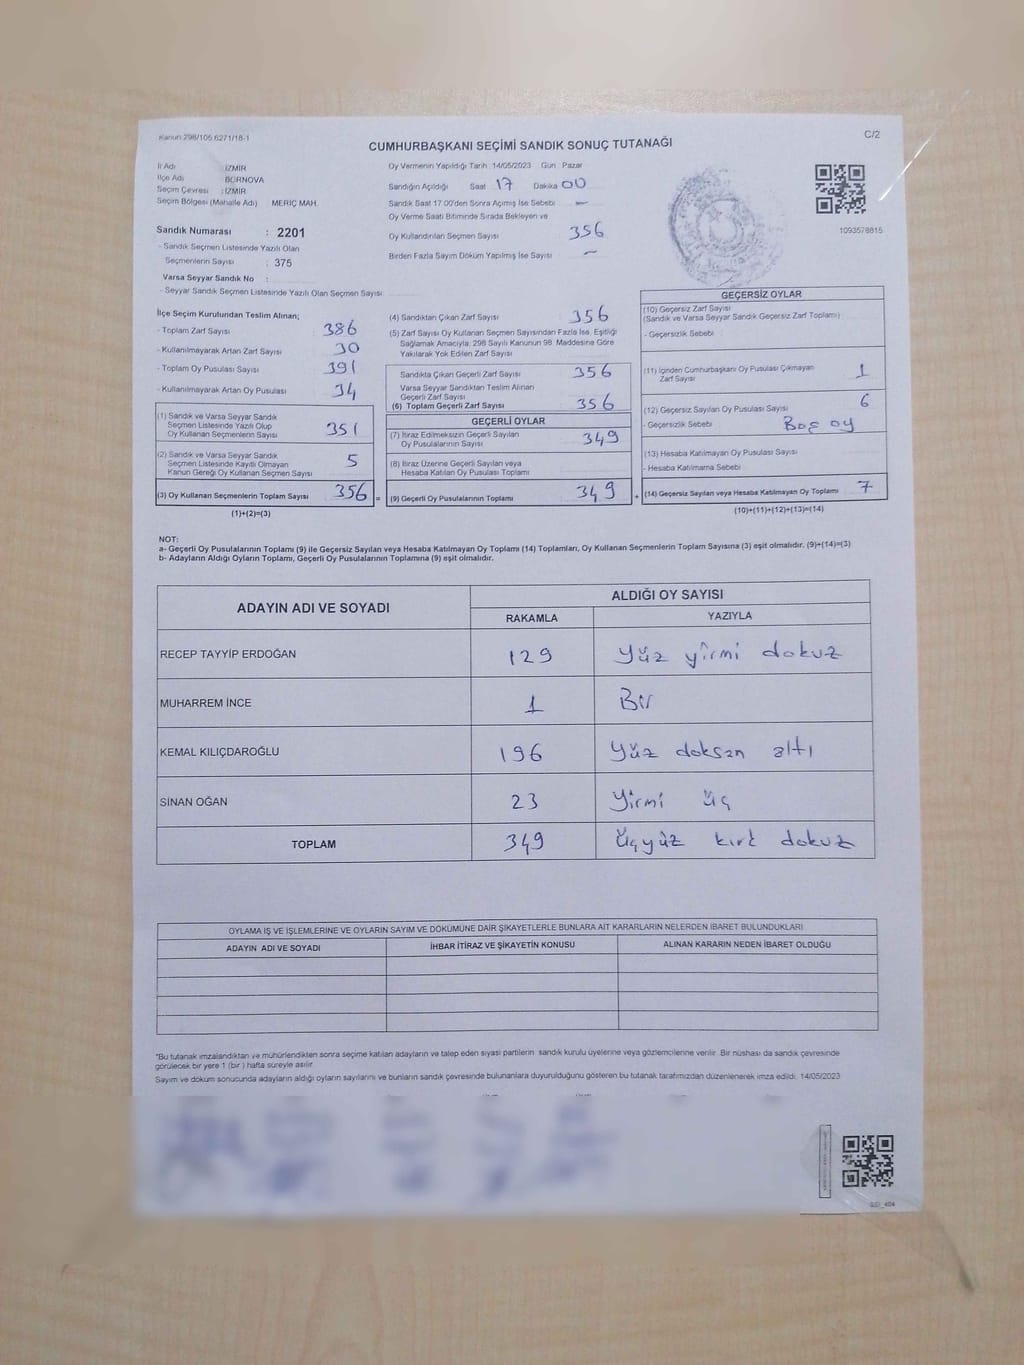 Kanun 298/105 6271/18-1
C/2
CUMHURBAŞKANI SEÇİMİ SANDIK SONUÇ TUTANAĞI
İl Adı : İZMİR
İlçe Adı : BORNOVA
Seçim Çevresi : İZMİR
Seçim Bölgesi (Mahalle Adı) MERİÇ MAH.
Sandık Numarası : 2201
- Sandık Seçmen Listesinde Yazılı Olan
Seçmenlerin Sayısı : 375
Varsa Seyyar Sandık No :
- Seyyar Sandık Seçmen Listesinde Yazılı Olan Seçmen Sayısı
Oy Vermenin Yapıldığı Tarih 14/05/2023 Gün Pazar
Sandığın Açıldığı Saat 17 Dakika 00
Sandık Saat 17.00'den Sonra Açımış İse Sebebi –
Oy Verme Saati Bitiminde Sırada Bekleyen ve
Oy Kullandırılan Seçmen Sayısı 356
Birden Fazla Sayım Döküm Yapılmış İse Sayısı –
1093578815
İlçe Seçim Kurulundan Teslim Alınan;
- Toplam Zarf Sayısı : 386
- Kullanılmayarak Artan Zarf Sayısı : 30
- Toplam Oy Pusulası Sayısı : 391
- Kullanılmayarak Artan Oy Pusulası : 34
(1) Sandık ve Varsa Seyyar Sandık
Seçmen Listesinde Yazılı Olup
Oy Kullanan Seçmenlerin Sayısı : 351
(2) Sandık ve Varsa Seyyar Sandık
Seçmen Listesinde Kayıtlı Olmayan
Kanun Gereği Oy Kullanan Seçmen Sayısı : 5
(3) Oy Kullanan Seçmenlerin Toplam Sayısı : 356 =
(1)+(2)=(3)
(4) Sandıktan Çıkan Zarf Sayısı : 356
(5) Zarf Sayısı Oy Kullanan Seçmen Sayısından Fazla İse, Eşitliği
Sağlamak Amacıyla, 298 Sayılı Kanunun 98. Maddesine Göre
Yakılarak Yok Edilen Zarf Sayısı :
Sandıkta Çıkan Geçerli Zarf Sayısı : 356
Varsa Seyyar Sandıktan Teslim Alınan
Geçerli Zarf Sayısı :
(6) Toplam Geçerli Zarf Sayısı : 356
GEÇERLİ OYLAR
(7) İtiraz Edilmeksizin Geçerli Sayılan
Oy Pusulalarının Sayısı : 349
(8) İtiraz Üzerine Geçerli Sayılan veya
Hesaba Katılan Oy Pusulası Toplamı :
(9) Geçerli Oy Pusulalarının Toplamı : 349 +
GEÇERSİZ OYLAR
(10) Geçersiz Zarf Sayısı
(Sandık ve Varsa Seyyar Sandık Geçersiz Zarf Toplamı) :
- Geçersizlik Sebebi :
(11) İçinden Cumhurbaşkanı Oy Pusulası Çıkmayan
Zarf Sayısı : 1
(12) Geçersiz Sayılan Oy Pusulası Sayısı : 6
- Geçersizlik Sebebi : Boş oy
(13) Hesaba Katılmayan Oy Pusulası Sayısı :
- Hesaba Katılmama Sebebi :
(14) Geçersiz Sayılan veya Hesaba Katılmayan Oy Toplamı : 7
(10)+(11)+(12)+(13)=(14)
NOT:
a- Geçerli Oy Pusulalarının Toplamı (9) ile Geçersiz Sayılan veya Hesaba Katılmayan Oy Toplamı (14) Toplamları, Oy Kullanan Seçmenlerin Toplam Sayısına (3) eşit olmalıdır. (9)+(14)=(3)
b- Adayların Aldığı Oyların Toplamı, Geçerli Oy Pusulalarının Toplamına (9) eşit olmalıdır.
ADAYIN ADI VE SOYADI
ALDIĞI OY SAYISI
RAKAMLA YAZIYLA
RECEP TAYYİP ERDOĞAN 129 Yüz yirmi dokuz
MUHARREM İNCE 1 Bir
KEMAL KILIÇDAROĞLU 196 Yüz doksan altı
SİNAN OĞAN 23 Yirmi üç
TOPLAM 349 Üçyüz kırk dokuz
OYLAMA İŞ VE İŞLEMLERİNE VE OYLARIN SAYIM VE DÖKÜMÜNE DAİR ŞİKAYETLERLE BUNLARA AİT KARARLARIN NELERDEN İBARET BULUNDUKLARI
ADAYIN ADI VE SOYADI İHBAR İTİRAZ VE ŞİKAYETİN KONUSU ALINAN KARARIN NEDEN İBARET OLDUĞU
*Bu tutanak imzalandıktan ve mühürlendikten sonra seçime katılan adayların ve talep eden siyasi partilerin sandık kurulu üyelerine veya gözlemcilerine verilir. Bir nüshası da sandık çevresinde
görülecek bir yere 1 (bir) hafta süreyle asılır.
Sayım ve döküm sonucunda adayların aldığı oyların sayılarını ve bunların sandık çevresinde bulunanlara duyurulduğunu gösteren bu tutanak tarafımızdan düzenlenerek imza edildi. 14/05/2023